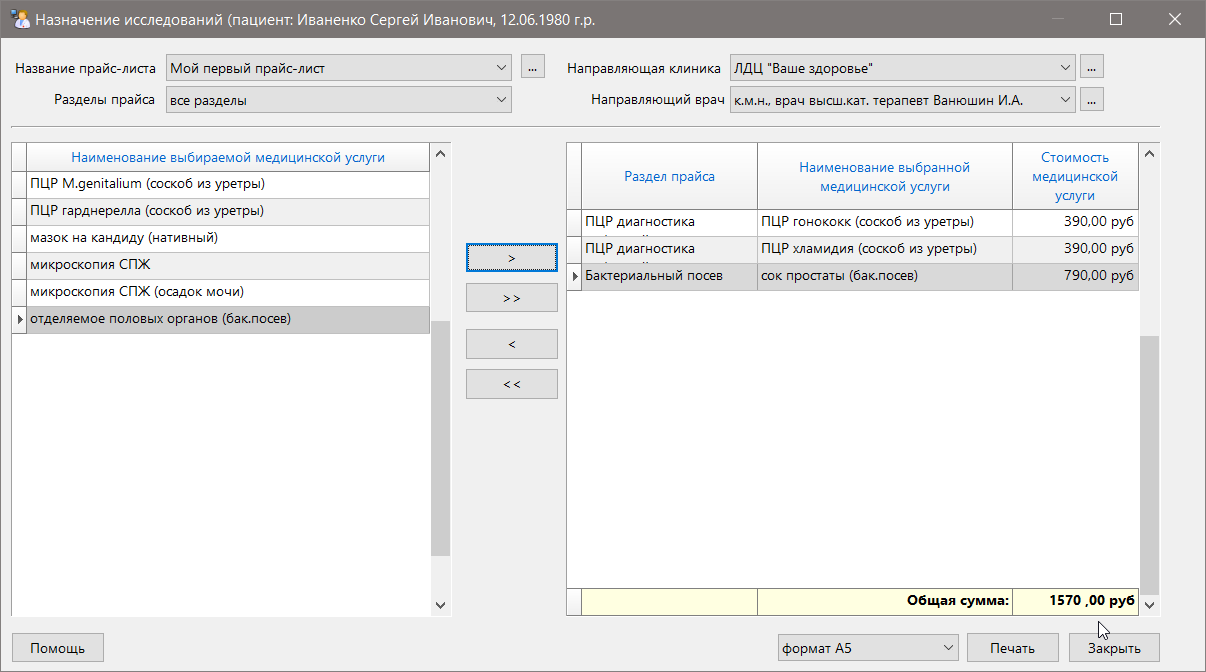 Назначение исследований (пациент: Иваненко Сергей Иванович, 12.06.1980 г.р.
Название прайс-листа Мой первый прайс-лист ... Направляющая клиника ЛДЦ "Ваше здоровье" ...
Разделы прайса все разделы Направляющий врач к.м.н., врач высш.кат. терапевт Ванюшин И.А. ...
Наименование выбираемой медицинской услуги
ПЦР M.genitalium (соскоб из уретры)
ПЦР гарднерелла (соскоб из уретры)
мазок на кандиду (нативный)
микроскопия СПЖ
микроскопия СПЖ (осадок мочи)
отделяемое половых органов (бак.посев)
>
>>
<
<<
Раздел прайса
Наименование выбранной
медицинской услуги
Стоимость
медицинской
услуги
ПЦР диагностика ПЦР гонококк (соскоб из уретры) 390,00 руб
ПЦР диагностика ПЦР хламидия (соскоб из уретры) 390,00 руб
Бактериальный посев сок простаты (бак.посев) 790,00 руб
Общая сумма: 1570 ,00 руб
Помощь формат А5 Печать Закрыть